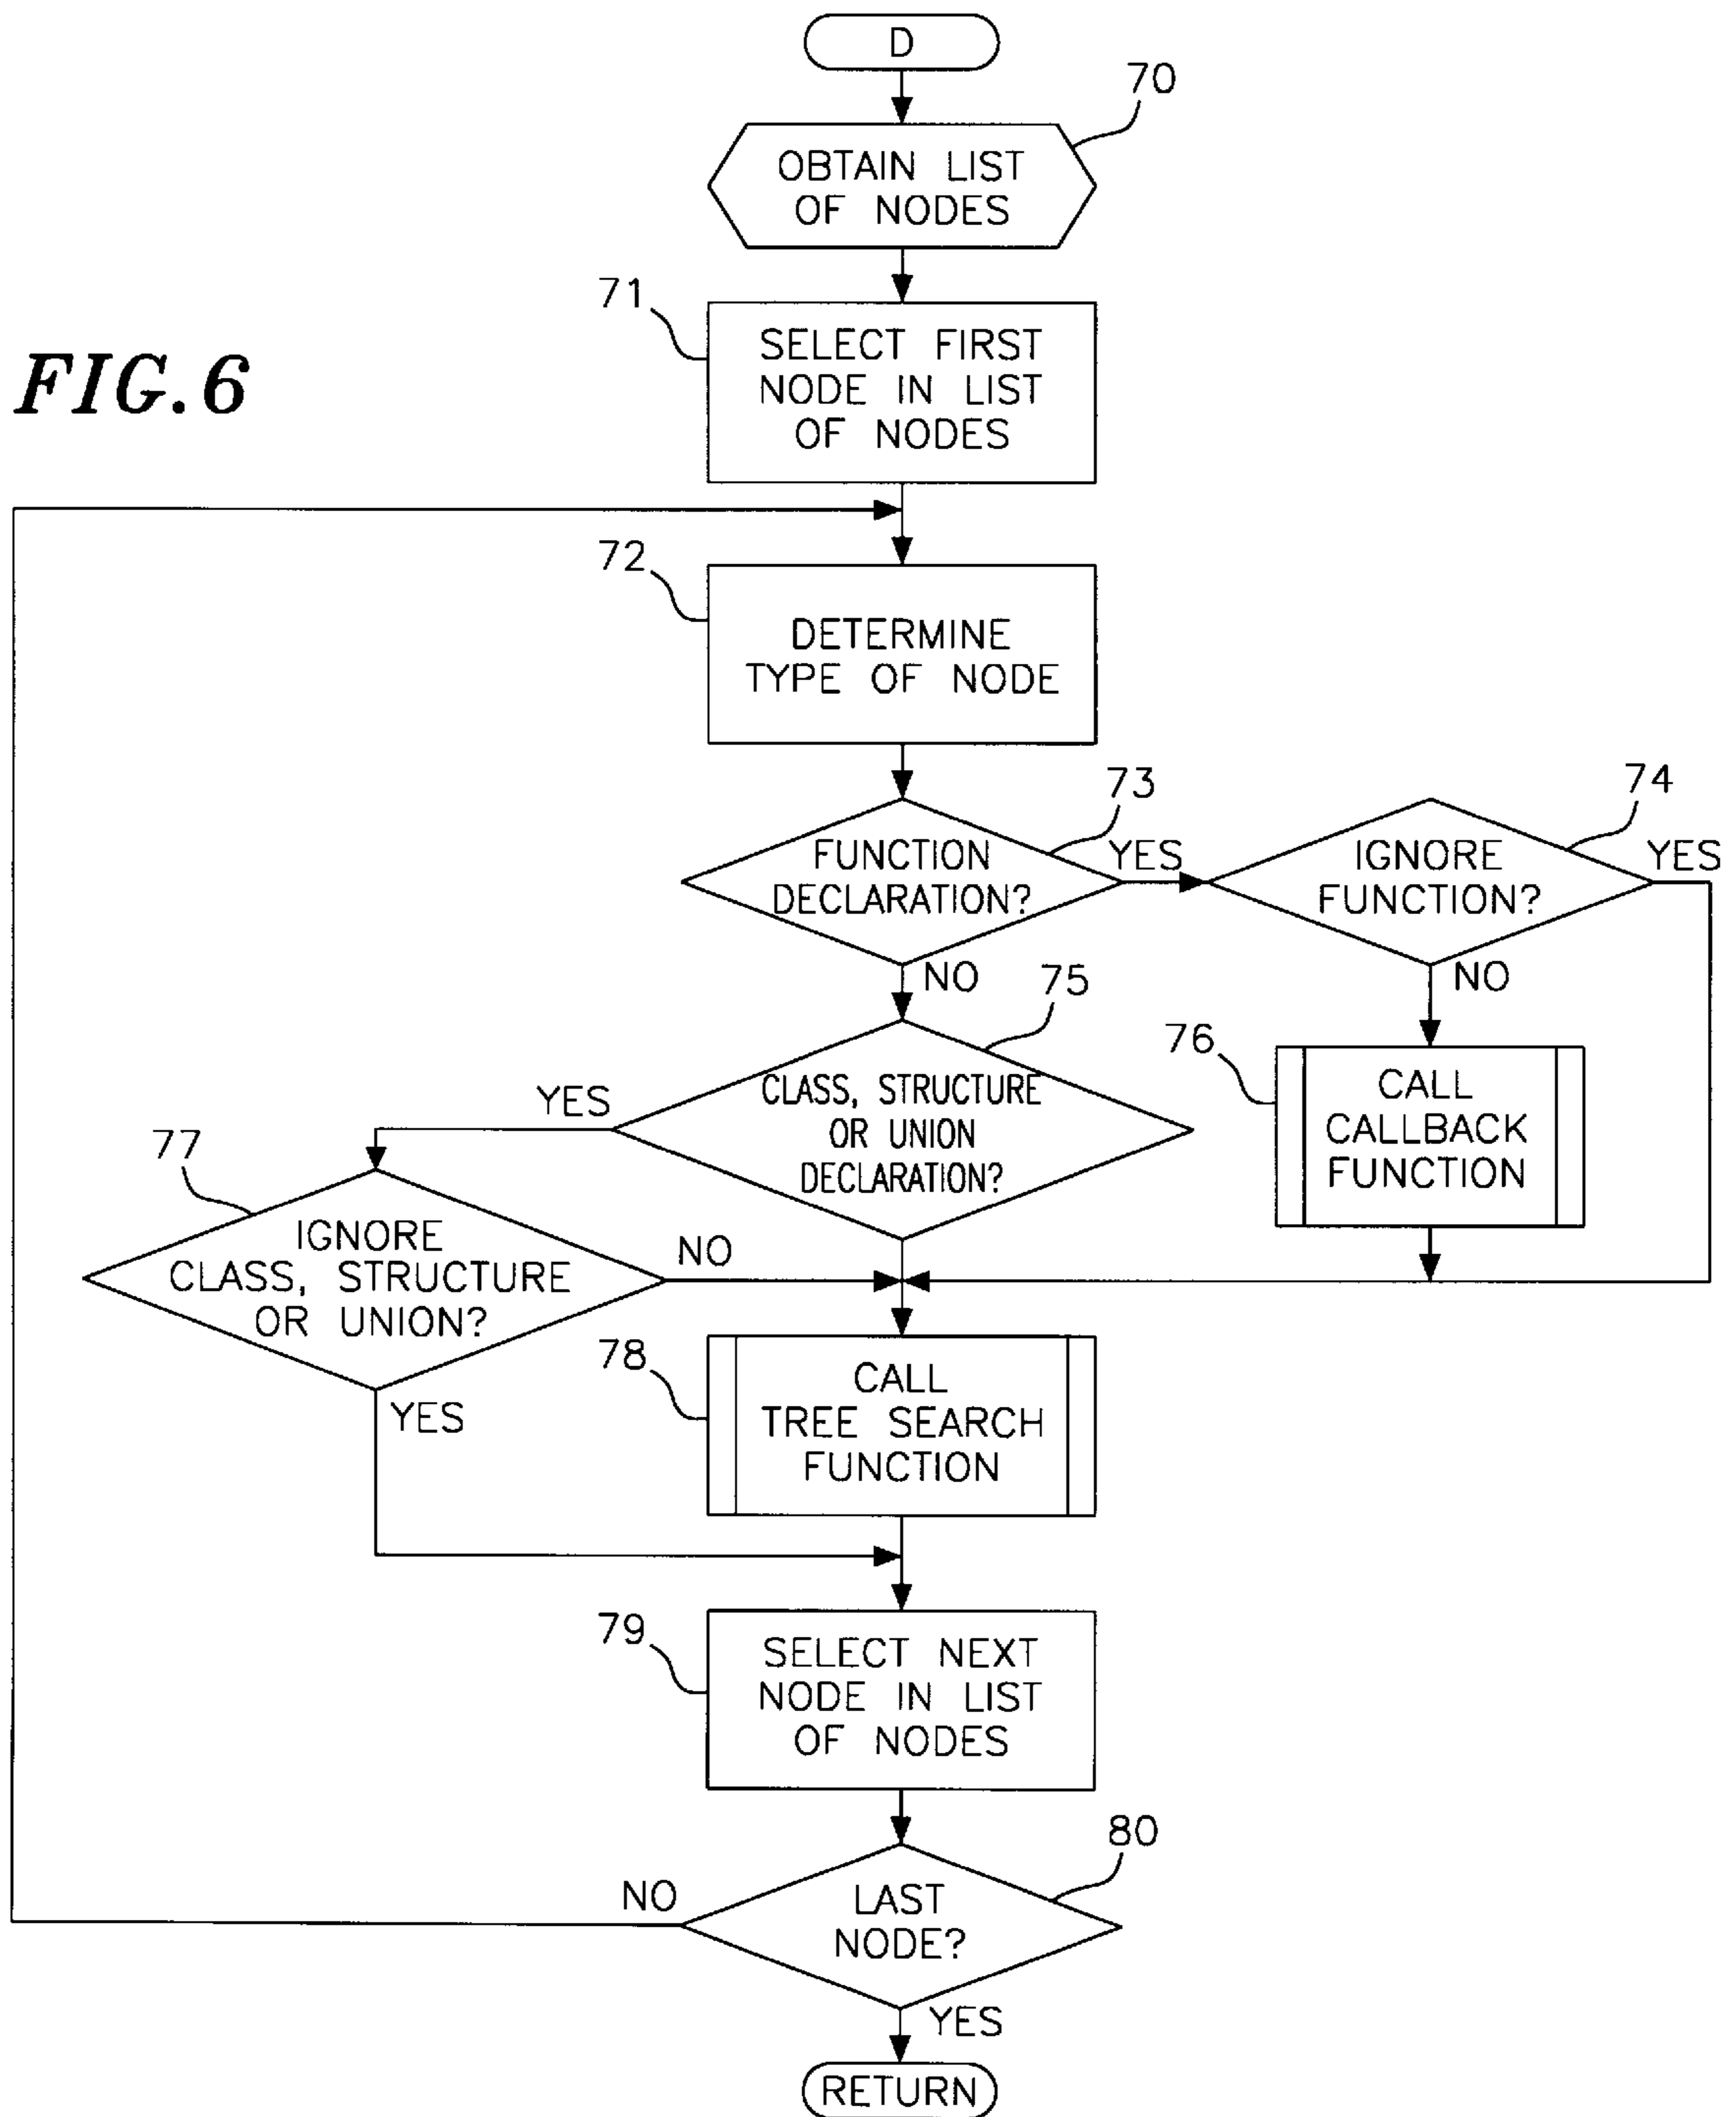 D
70
OBTAIN LIST
OF NODES
71
SELECT FIRST
NODE IN LIST
OF NODES
FIG. 6
72
DETERMINE
TYPE OF NODE
73
FUNCTION
DECLARATION?
YES
74
IGNORE
FUNCTION?
YES
NO
NO
75
CLASS, STRUCTURE
OR UNION
DECLARATION?
YES
76
CALL
CALLBACK
FUNCTION
77
IGNORE
CLASS, STRUCTURE
OR UNION?
NO
YES
78
CALL
TREE SEARCH
FUNCTION
79
SELECT NEXT
NODE IN LIST
OF NODES
80
LAST
NODE?
NO
YES
RETURN